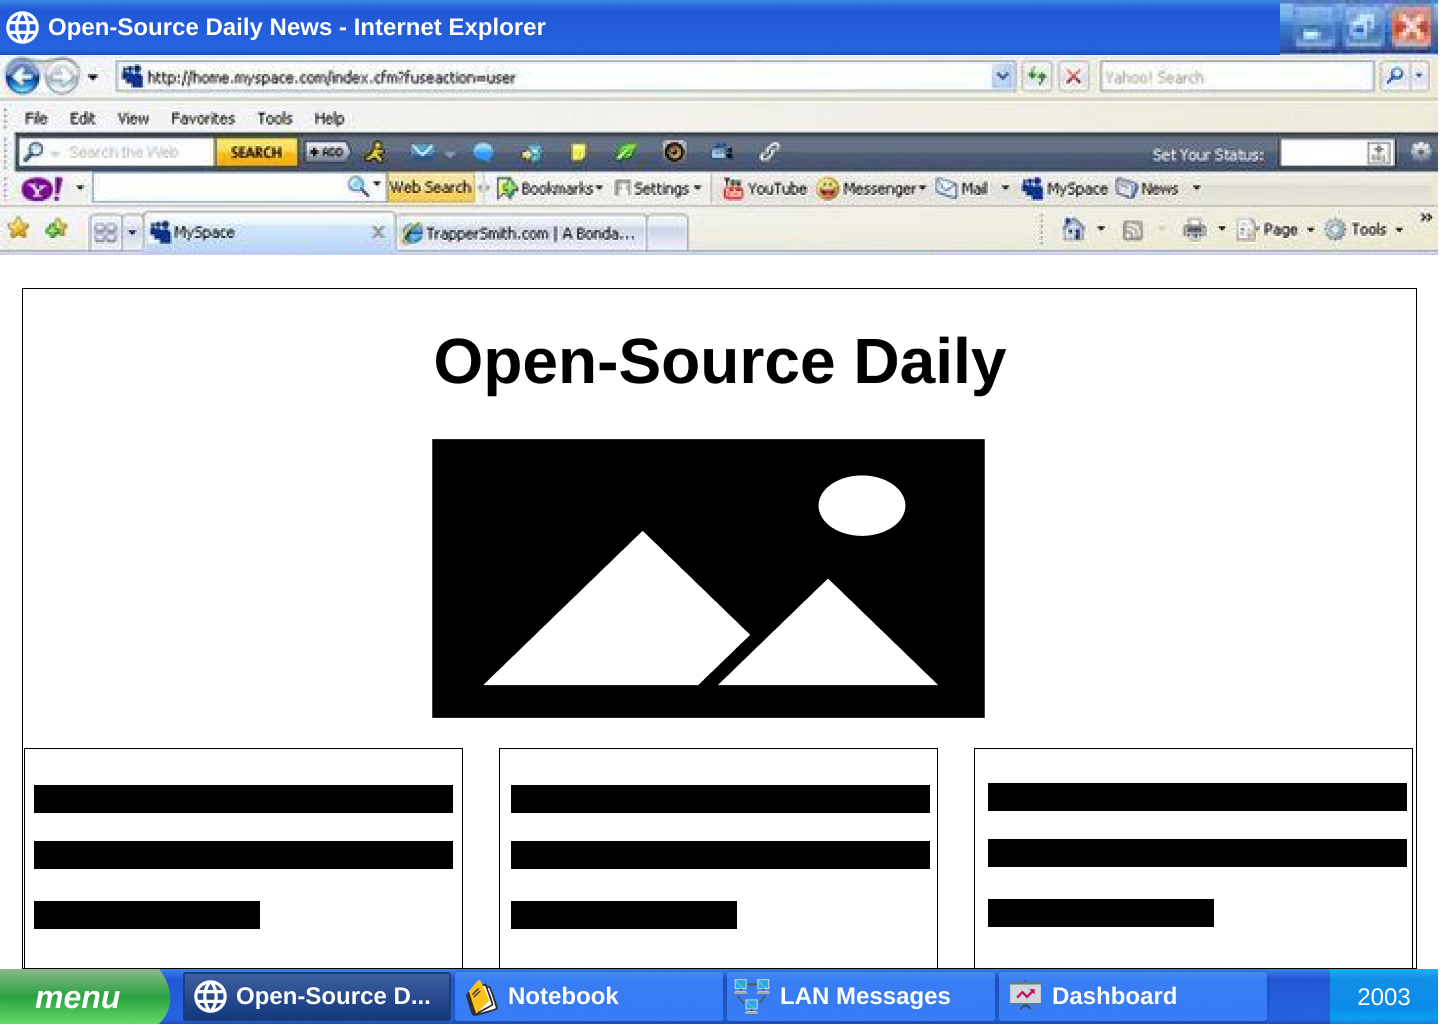 Open-Source Daily News - Internet Explorer
http://home.myspace.com/index.cfm?fuseaction=user
Yahoo! Search
File Edit View Favorites Tools Help
Search the Web SEARCH + ADD Set Your Status:
Y! Web Search Bookmarks Settings YouTube Messenger Mail MySpace News
MySpace X TrapperSmith.com | A Bonda... Page Tools »
Open-Source Daily
menu Open-Source D... Notebook LAN Messages Dashboard 2003